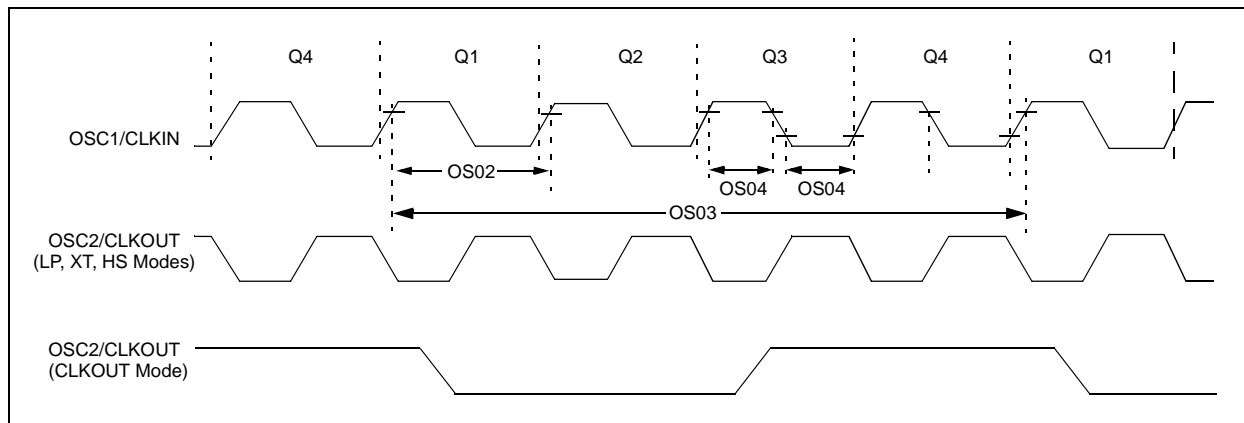 Q4 Q1 Q2 Q3 Q4 Q1
OSC1/CLKIN
OS02
OS04 OS04
OS03
OSC2/CLKOUT
(LP, XT, HS Modes)
OSC2/CLKOUT
(CLKOUT Mode)